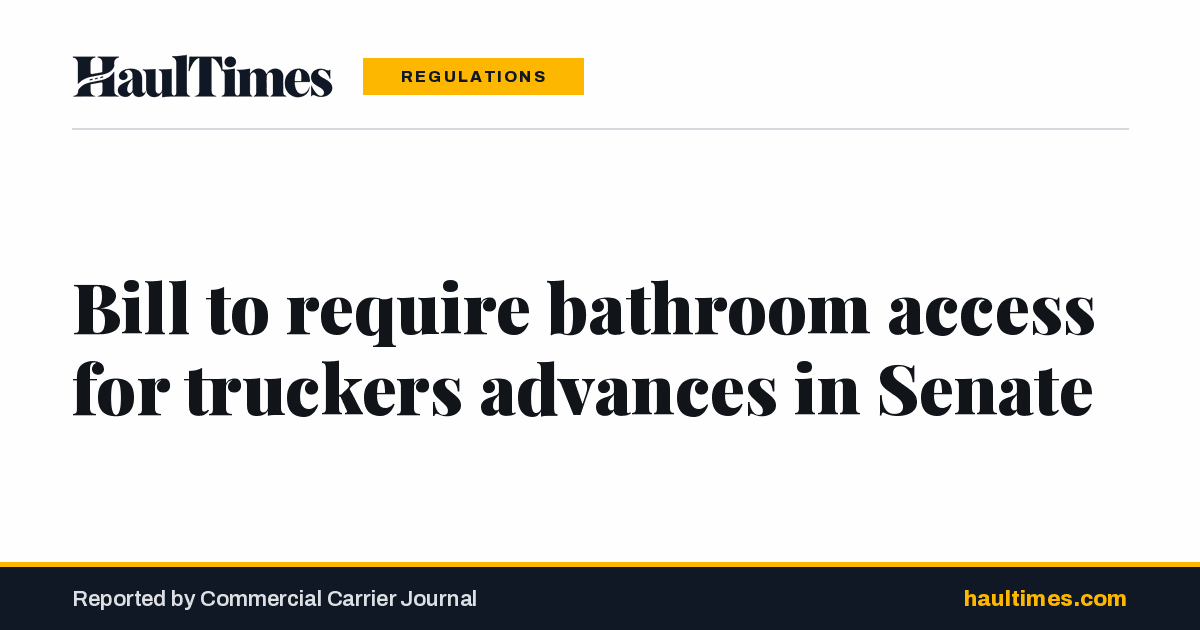 HaulTimes
REGULATIONS
Bill to require bathroom access
for truckers advances in Senate
Reported by Commercial Carrier Journal
haultimes.com